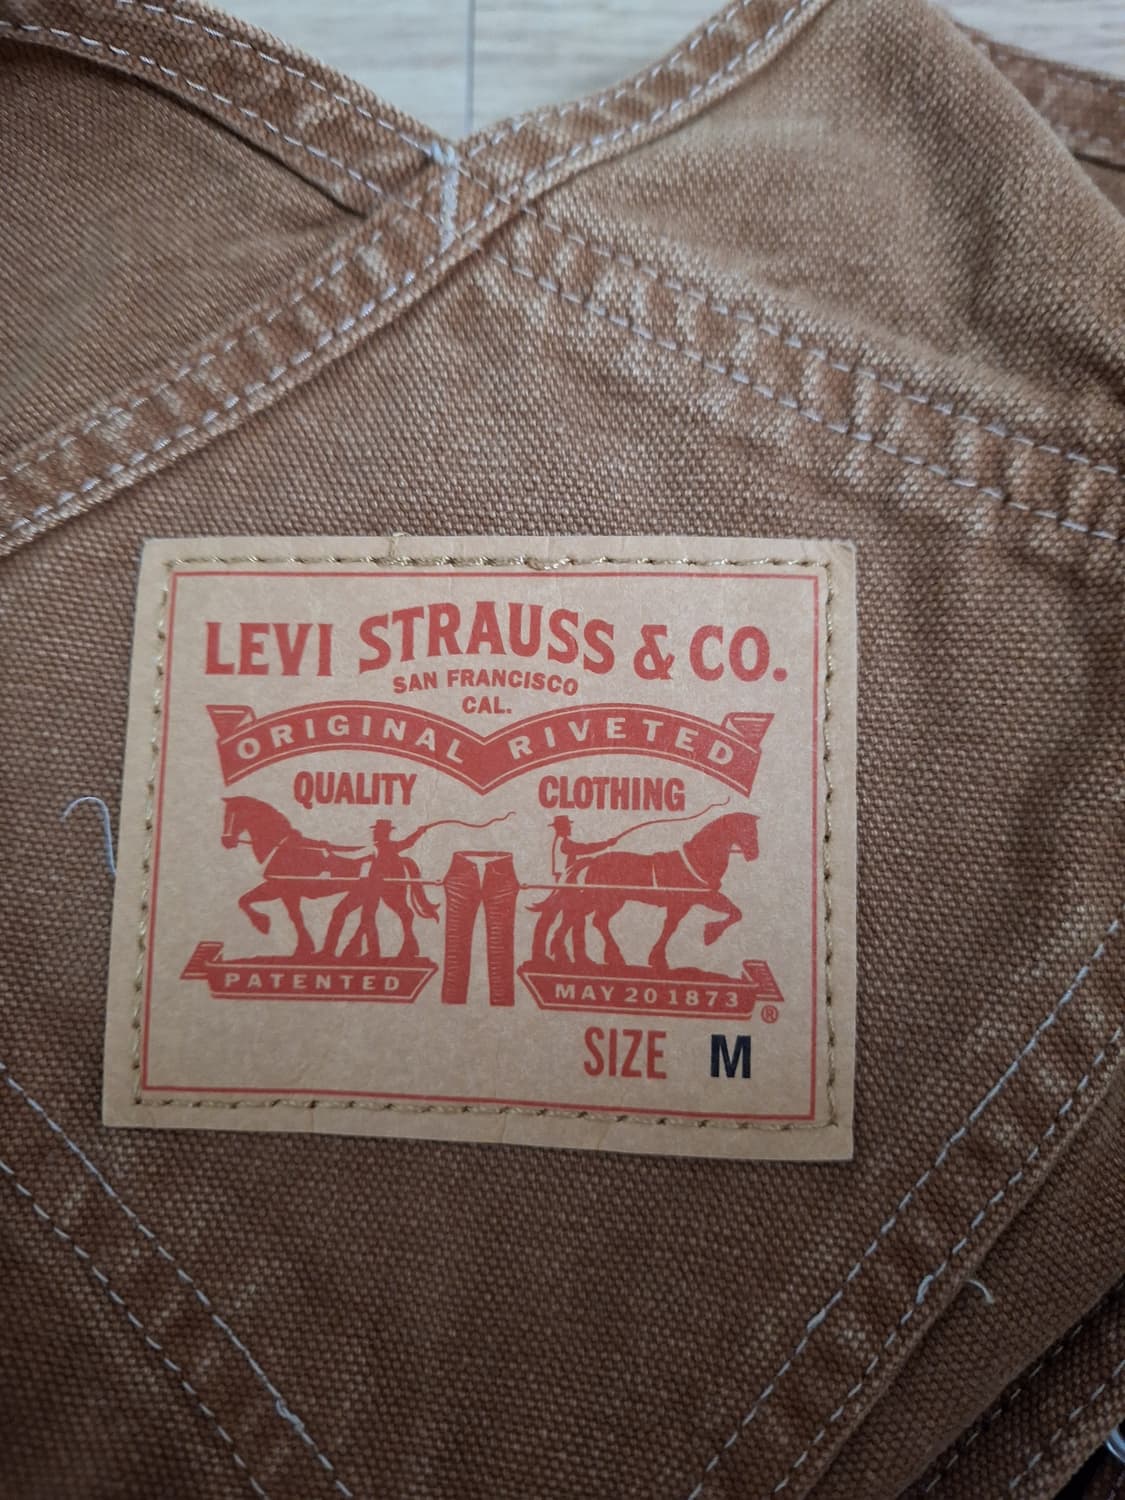 LEVI STRAUSS & CO.
SAN FRANCISCO
CAL.
ORIGINAL RIVETED
QUALITY CLOTHING
PATENTED MAY 20 1873 ®
SIZE M